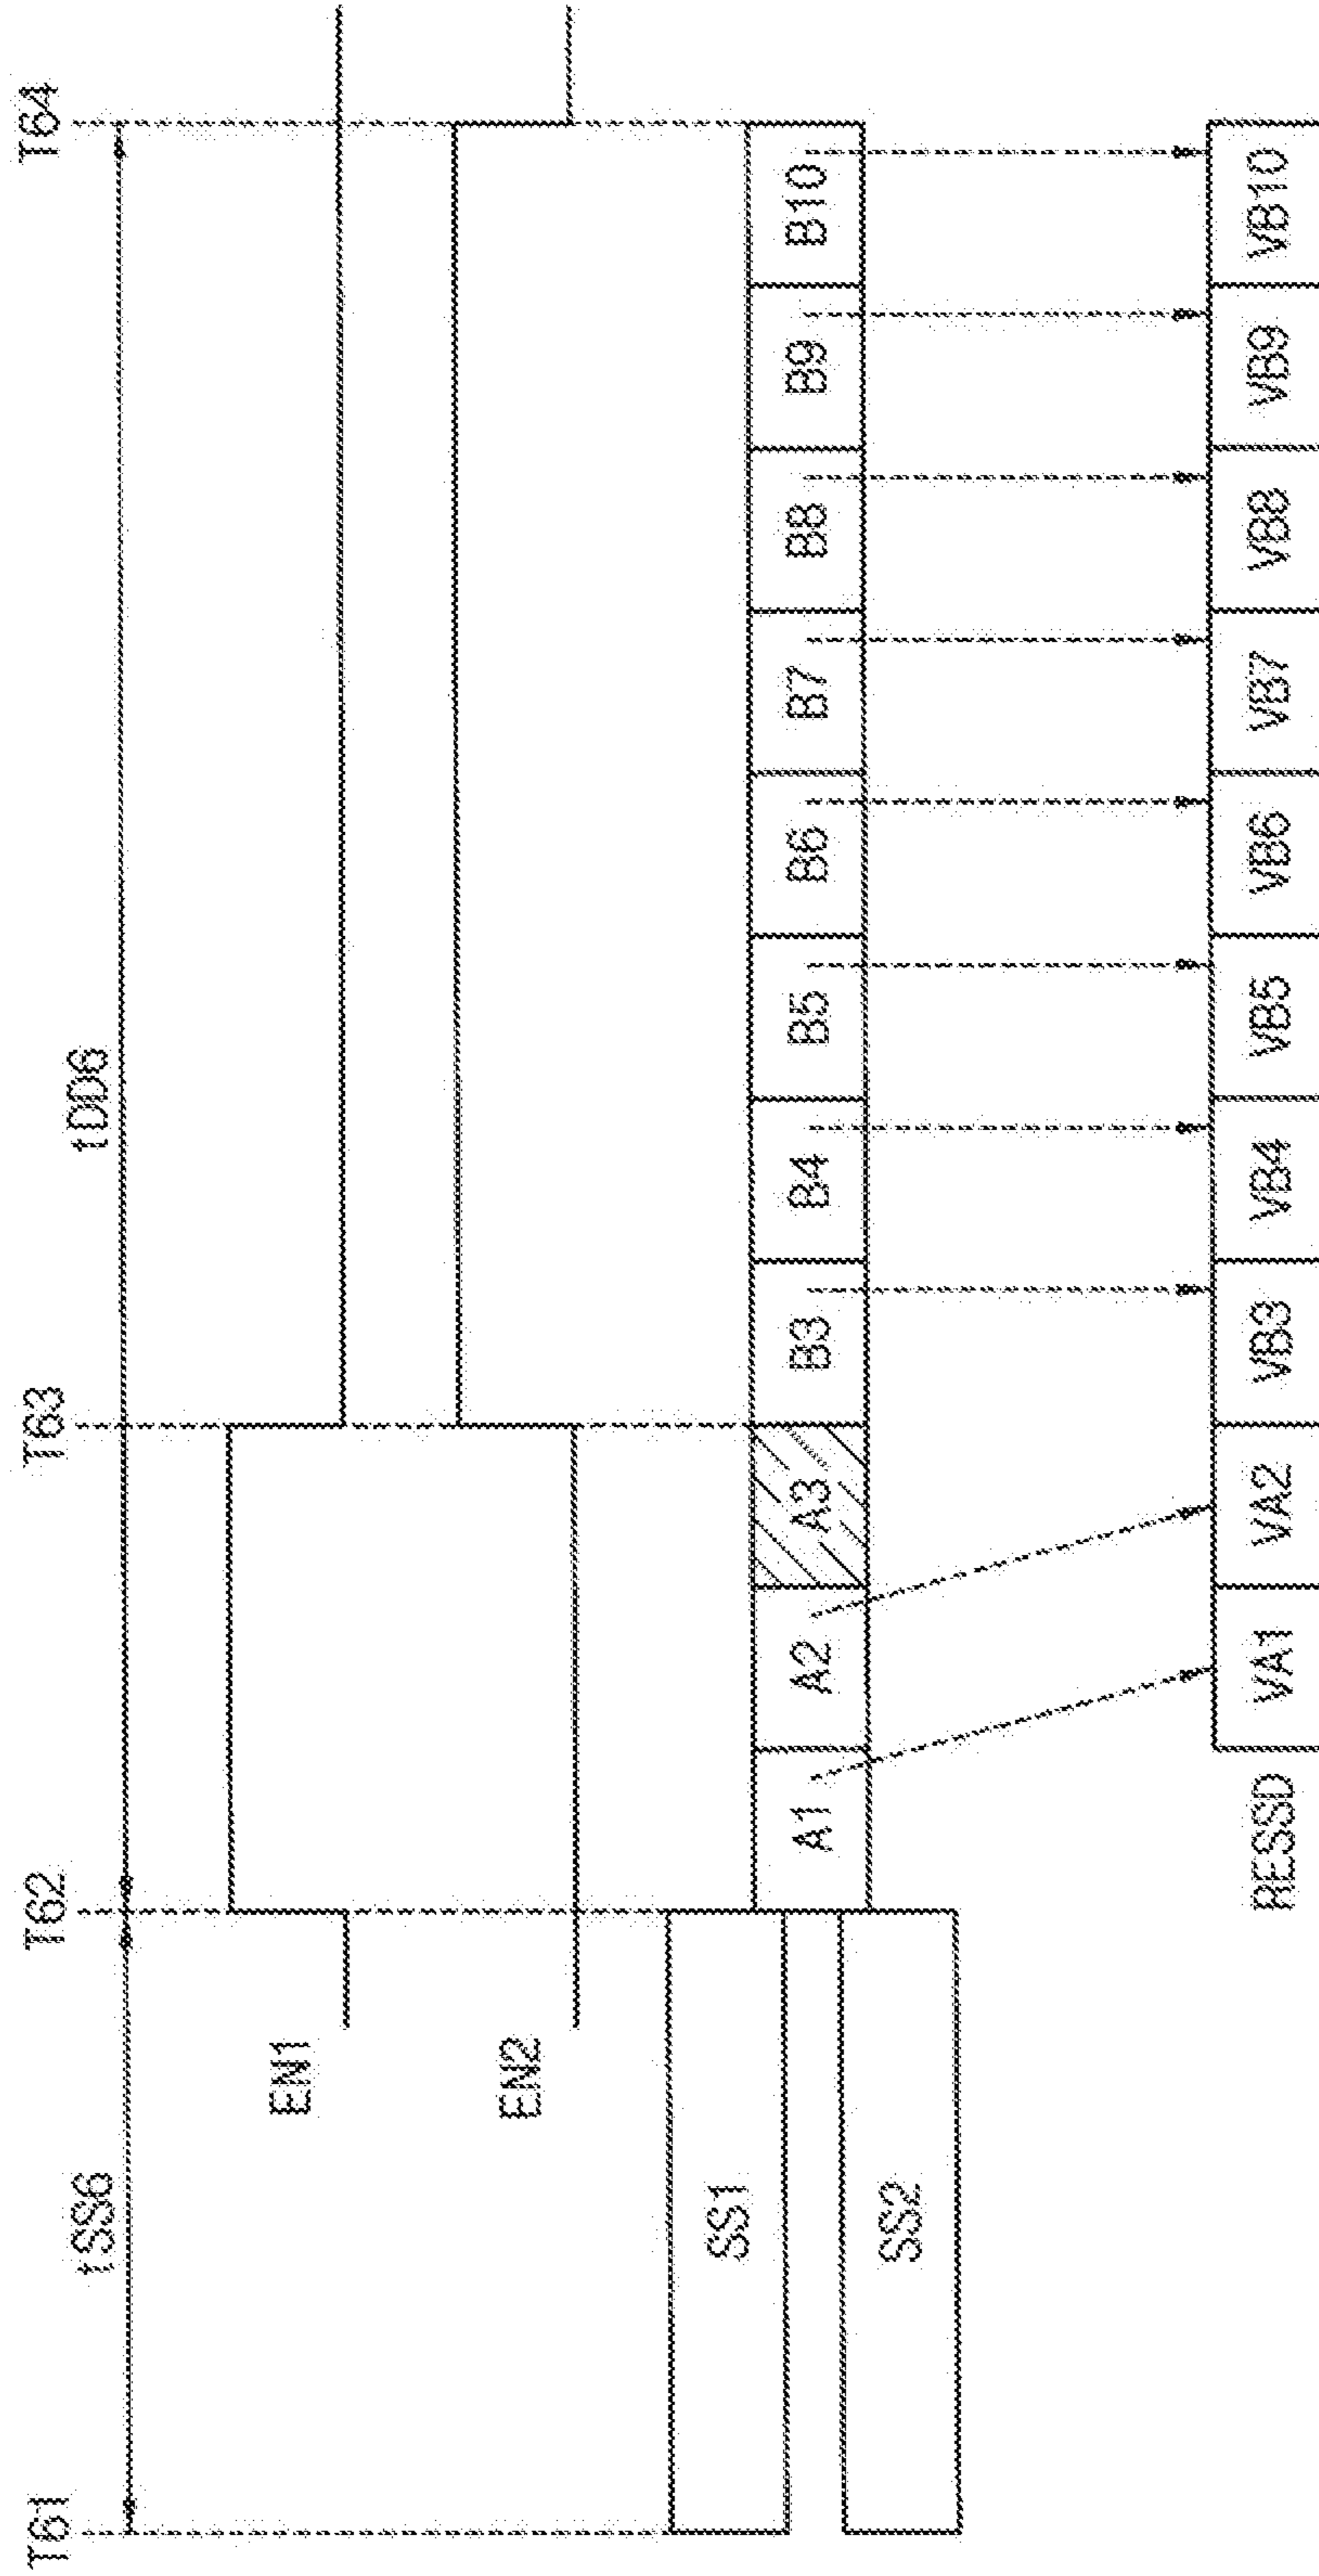 T61 T62 T63 T64
tSS6 tDD6
EN1
EN2
SS1
A1 A2 A3 B3 B4 B5 B6 B7 B8 B9 B10
SS2
RESSD VA1 VA2 VB3 VB4 VB5 VB6 VB7 VB8 VB9 VB10